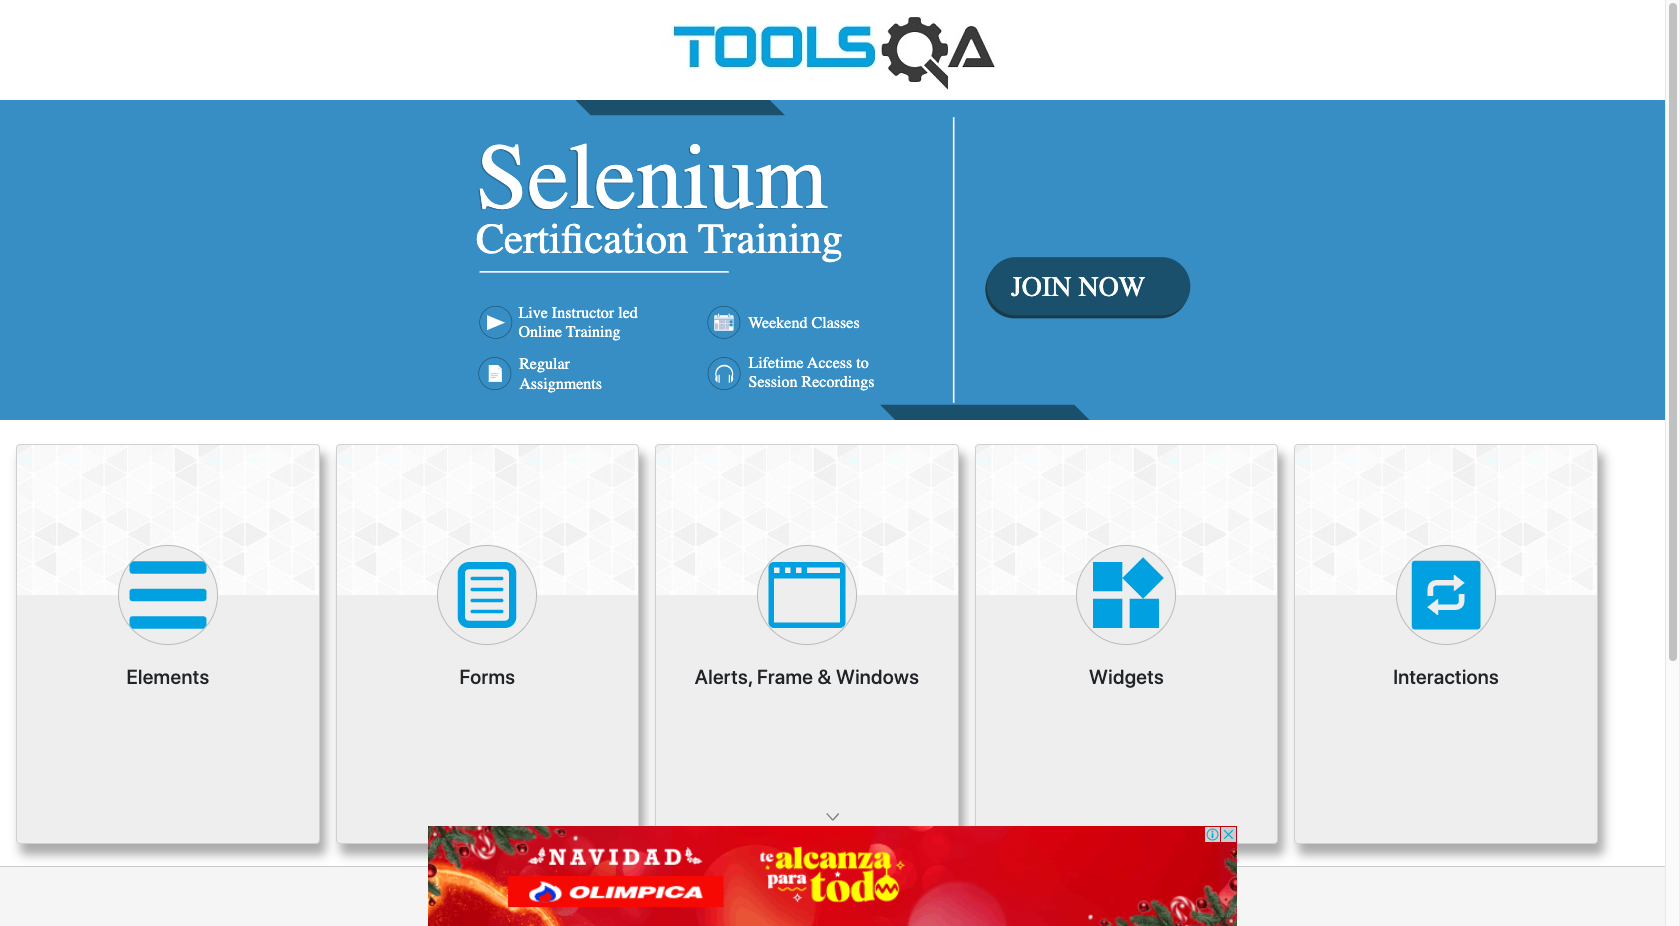 TOOLSQA
Selenium
Certification Training
Live Instructor led
Online Training
Weekend Classes
Regular
Assignments
Lifetime Access to
Session Recordings
JOIN NOW
Elements
Forms
Alerts, Frame & Windows
Widgets
Interactions
NAVIDAD
OLIMPICA
te alcanza
para todo